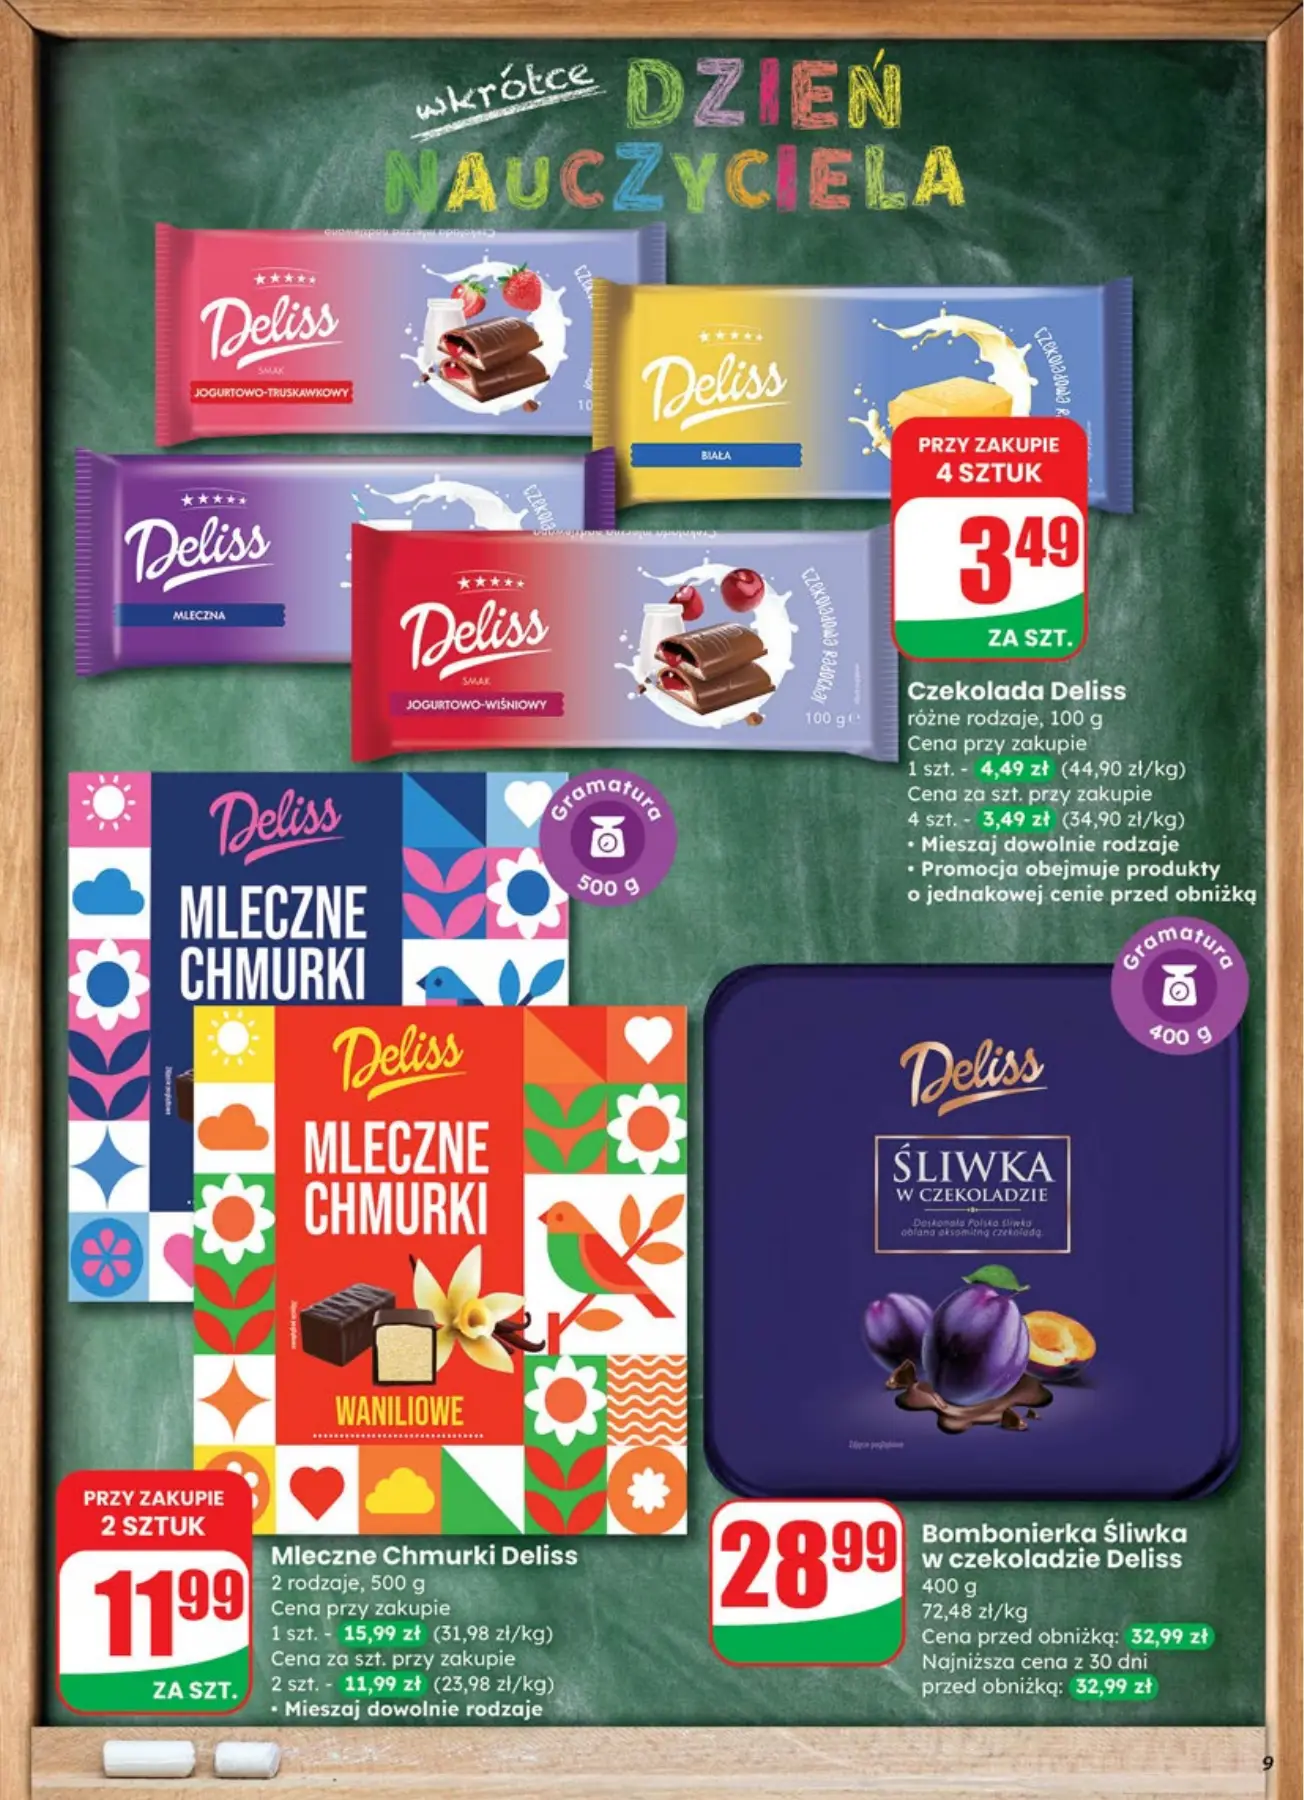 wkrótce DZIEŃ
NAUCZYCIELA
Czekolada mleczna nadziewana
Deliss
SMAK
JOGURTOWO-TRUSKAWKOWY
Deliss
BIAŁA
Deliss
MLECZNA
Czekolada mleczna nadziewana
Deliss
SMAK
JOGURTOWO-WIŚNIOWY
100 g e
PRZY ZAKUPIE
4 SZTUK
3 49
ZA SZT.
Czekolada Deliss
różne rodzaje, 100 g
Cena przy zakupie
1 szt. - 4,49 zł (44,90 zł/kg)
Cena za szt. przy zakupie
4 szt. - 3,49 zł (34,90 zł/kg)
• Mieszaj dowolnie rodzaje
• Promocja obejmuje produkty
o jednakowej cenie przed obniżką
Deliss
MLECZNE
CHMURKI
Gramatura
500 g
Deliss
MLECZNE
CHMURKI
WANILIOWE
Gramatura
400 g
Deliss
ŚLIWKA
W CZEKOLADZIE
Doskonała Polska śliwka
oblana aksamitną czekoladą.
Zdjęcie poglądowe
PRZY ZAKUPIE
2 SZTUK
11 99
ZA SZT.
Mleczne Chmurki Deliss
2 rodzaje, 500 g
Cena przy zakupie
1 szt. - 15,99 zł (31,98 zł/kg)
Cena za szt. przy zakupie
2 szt. - 11,99 zł (23,98 zł/kg)
• Mieszaj dowolnie rodzaje
28 99
Bombonierka Śliwka
w czekoladzie Deliss
400 g
72,48 zł/kg
Cena przed obniżką: 32,99 zł
Najniższa cena z 30 dni
przed obniżką: 32,99 zł
9